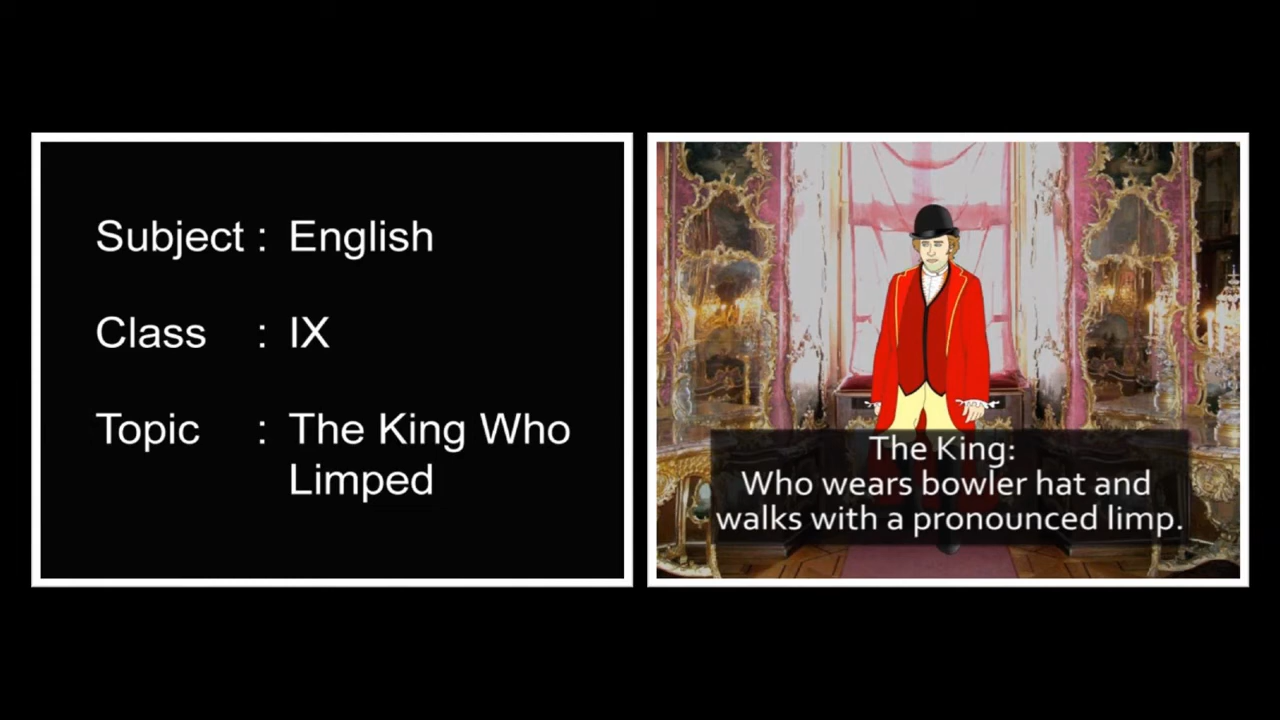 Subject : English
Class : IX
Topic : The King Who
Limped
The King:
Who wears bowler hat and
walks with a pronounced limp.